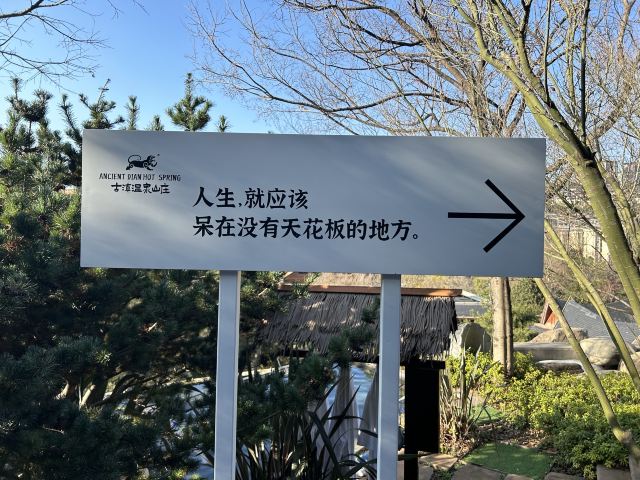 ANCIENT DIAN HOT SPRING
古滇温泉山庄
人生,就应该
呆在没有天花板的地方。